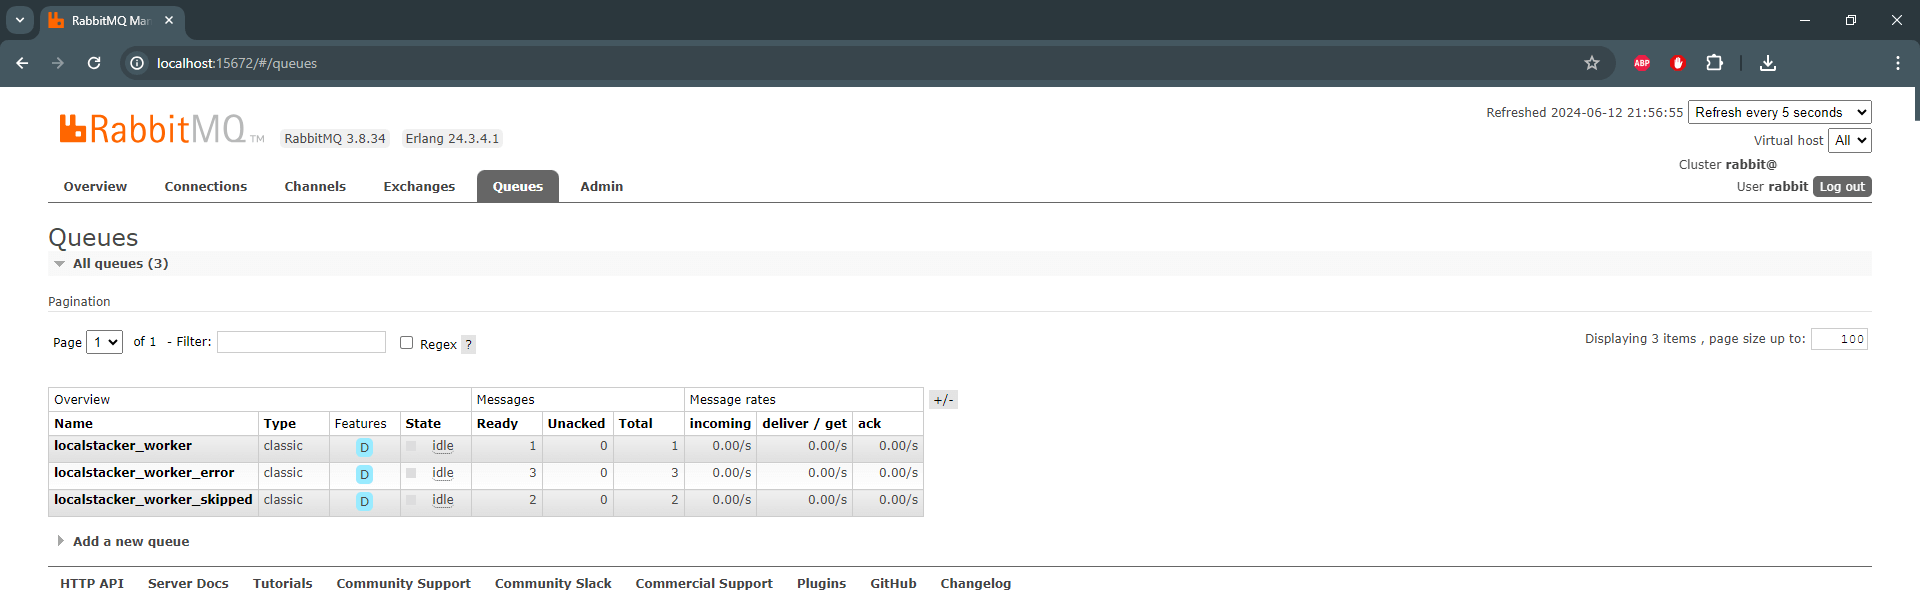 RabbitMQ Mar
localhost:15672/#/queues
ABP
RabbitMQ TM
RabbitMQ 3.8.34
Erlang 24.3.4.1
Refreshed 2024-06-12 21:56:55 Refresh every 5 seconds
Virtual host All
Cluster rabbit@
User rabbit Log out
Overview Connections Channels Exchanges Queues Admin
Queues
All queues (3)
Pagination
Page 1 of 1 - Filter: Regex ?
Displaying 3 items , page size up to: 100
Overview Messages Message rates +/-
Name Type Features State Ready Unacked Total incoming deliver / get ack
localstacker_worker classic D idle 1 0 1 0.00/s 0.00/s 0.00/s
localstacker_worker_error classic D idle 3 0 3 0.00/s 0.00/s 0.00/s
localstacker_worker_skipped classic D idle 2 0 2 0.00/s 0.00/s 0.00/s
Add a new queue
HTTP API Server Docs Tutorials Community Support Community Slack Commercial Support Plugins GitHub Changelog